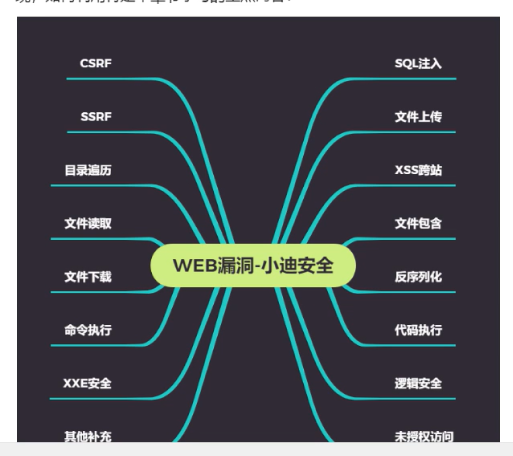 CSRF
SSRF
目录遍历
文件读取
文件下载
命令执行
XXE安全
其他补充
WEB漏洞-小迪安全
SQL注入
文件上传
XSS跨站
文件包含
反序列化
代码执行
逻辑安全
未授权访问